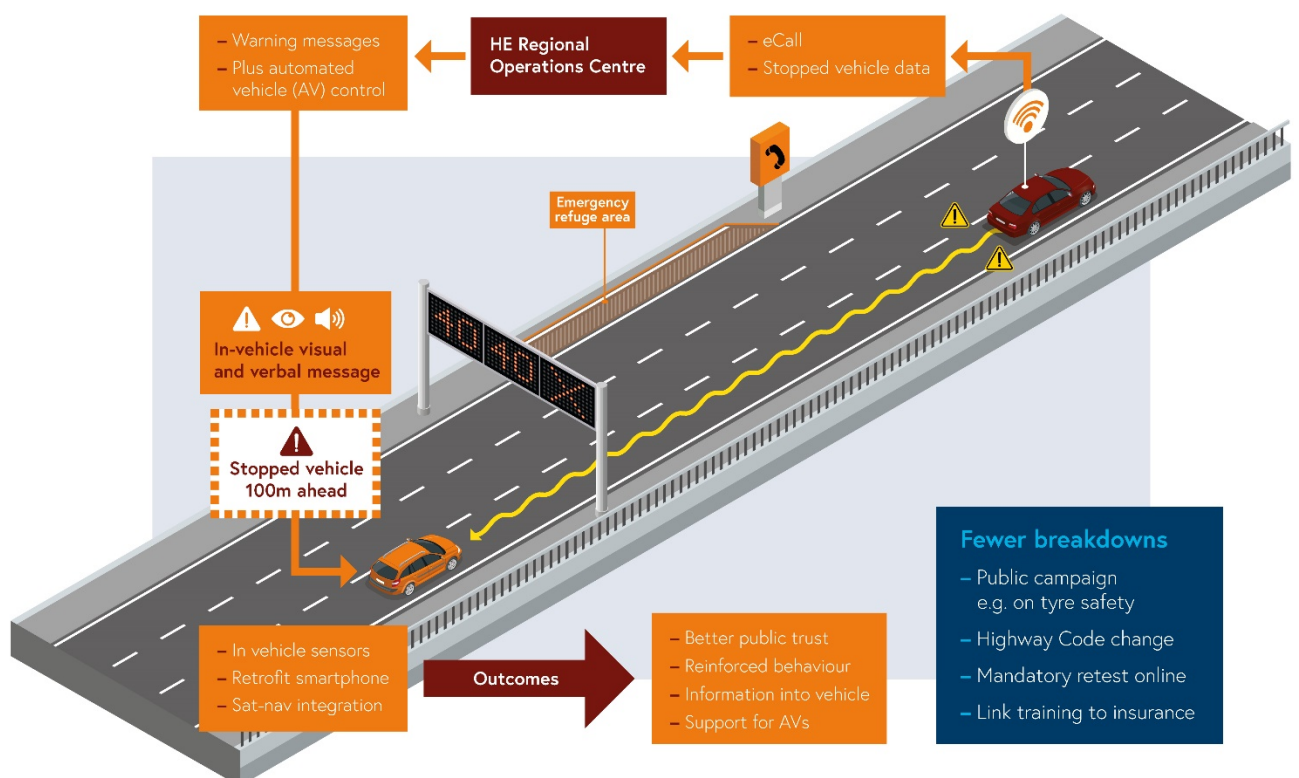 – Warning messages
– Plus automated
vehicle (AV) control
HE Regional
Operations Centre
– eCall
– Stopped vehicle data
Emergency
refuge area
40 40 X
In-vehicle visual
and verbal message
Stopped vehicle
100m ahead
– In vehicle sensors
– Retrofit smartphone
– Sat-nav integration
Outcomes
– Better public trust
– Reinforced behaviour
– Information into vehicle
– Support for AVs
Fewer breakdowns
– Public campaign
e.g. on tyre safety
– Highway Code change
– Mandatory retest online
– Link training to insurance